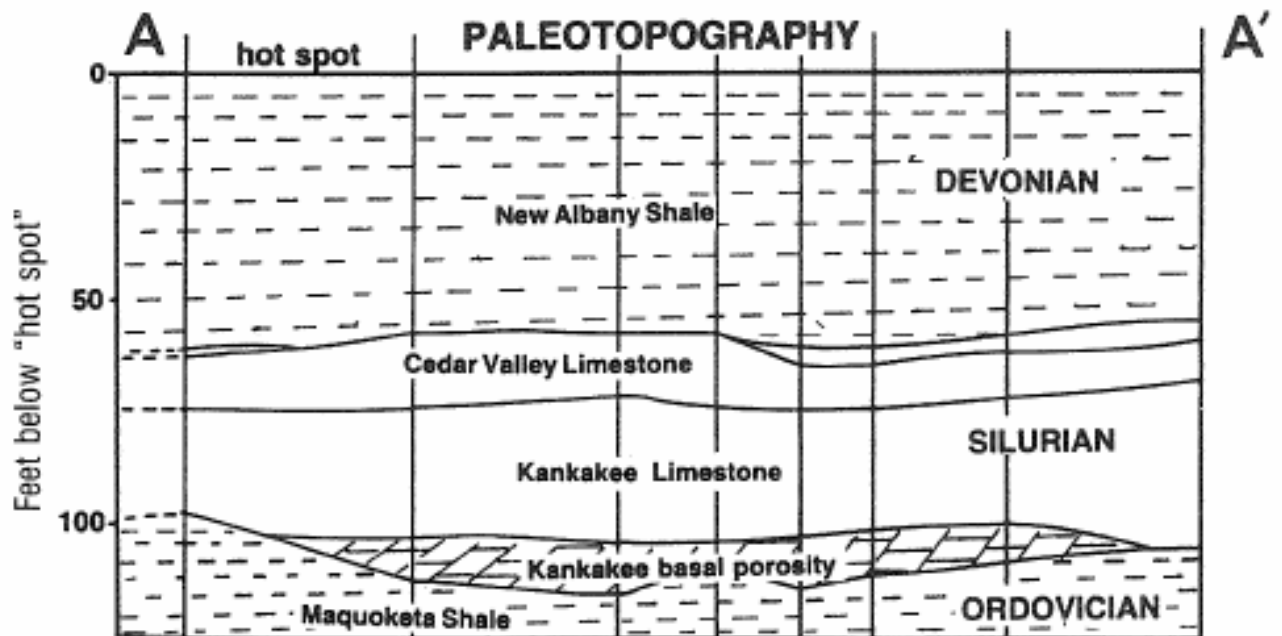 A PALEOTOPOGRAPHY A′
hot spot
0
DEVONIAN
New Albany Shale
Feet below "hot spot"
50
Cedar Valley Limestone
SILURIAN
Kankakee Limestone
100
Kankakee basal porosity
Maquoketa Shale
ORDOVICIAN